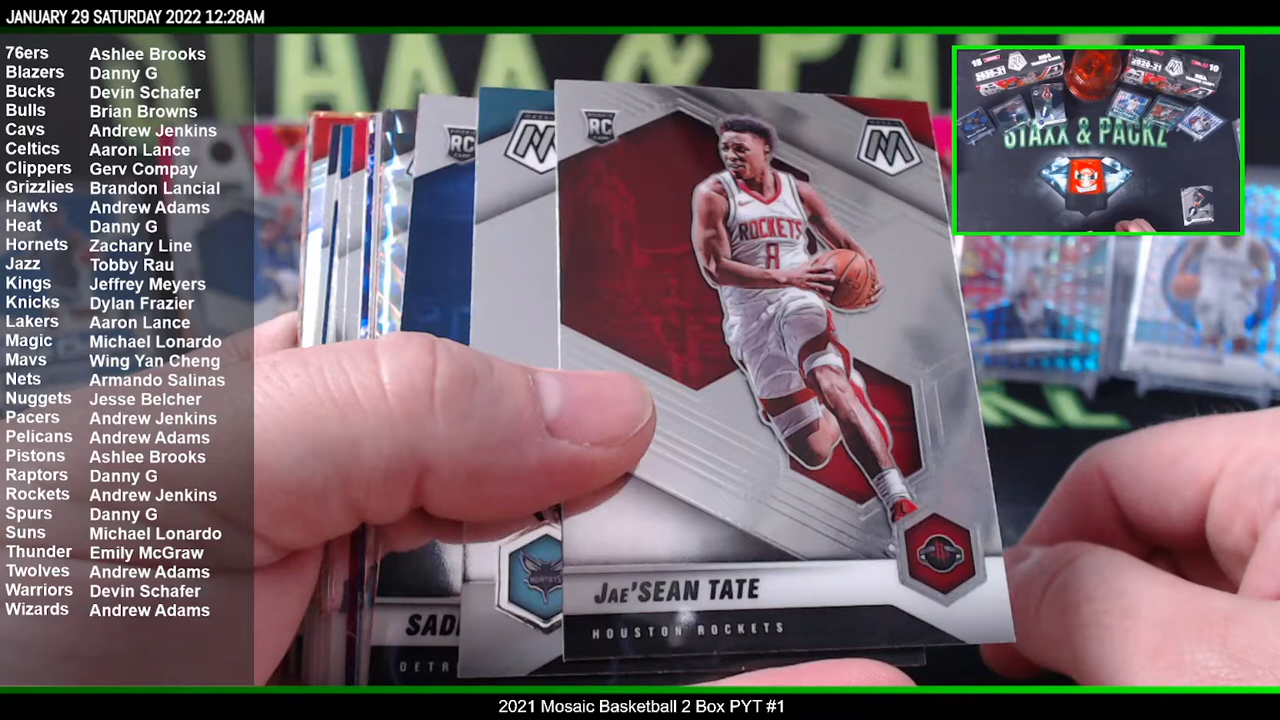 JANUARY 29 SATURDAY 2022 12:28AM
STAXX & PACKZ
76ers Ashlee Brooks
Blazers Danny G
Bucks Devin Schafer
Bulls Brian Browns
Cavs Andrew Jenkins
Celtics Aaron Lance
Clippers Gerv Compay
Grizzlies Brandon Lancial
Hawks Andrew Adams
Heat Danny G
Hornets Zachary Line
Jazz Tobby Rau
Kings Jeffrey Meyers
Knicks Dylan Frazier
Lakers Aaron Lance
Magic Michael Lonardo
Mavs Wing Yan Cheng
Nets Armando Salinas
Nuggets Jesse Belcher
Pacers Andrew Jenkins
Pelicans Andrew Adams
Pistons Ashlee Brooks
Raptors Danny G
Rockets Andrew Jenkins
Spurs Danny G
Suns Michael Lonardo
Thunder Emily McGraw
Twolves Andrew Adams
Warriors Devin Schafer
Wizards Andrew Adams
RC
RC
M
ROCKETS
8
HORNETS
SAD
DETR
JAE'SEAN TATE
HOUSTON ROCKETS
2021 Mosaic Basketball 2 Box PYT #1